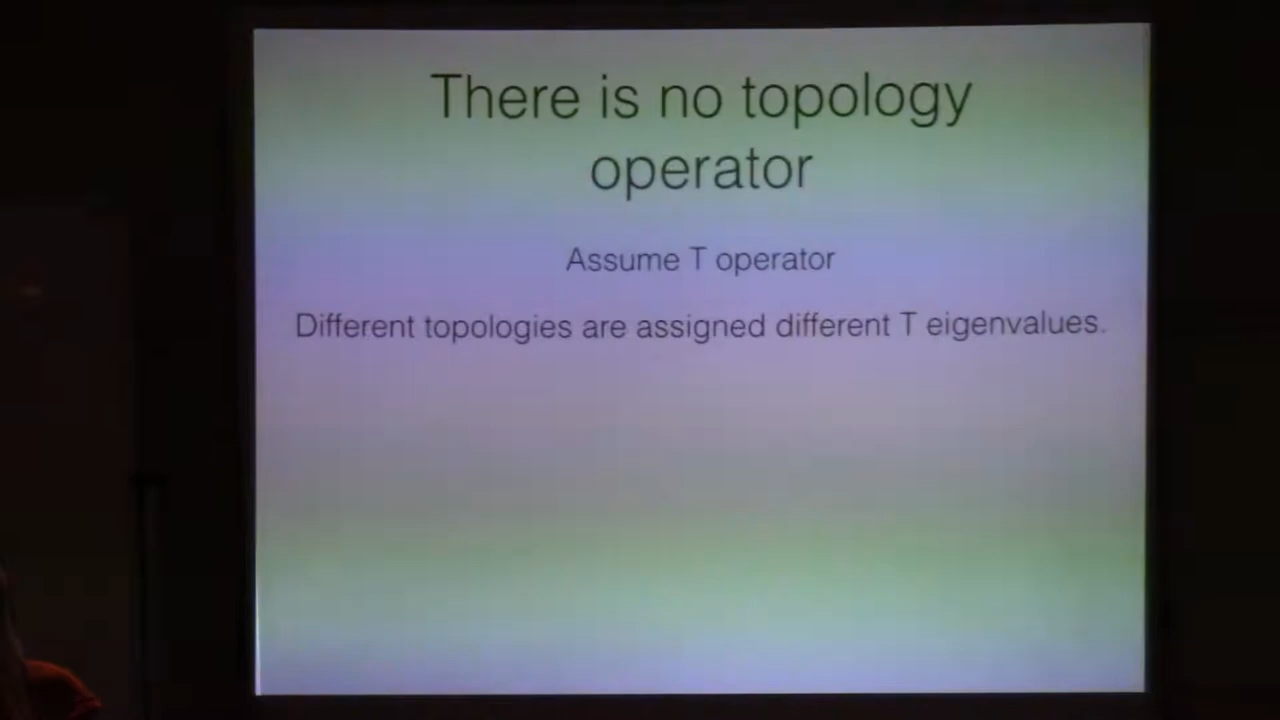 There is no topology
operator
Assume T operator
Different topologies are assigned different T eigenvalues.